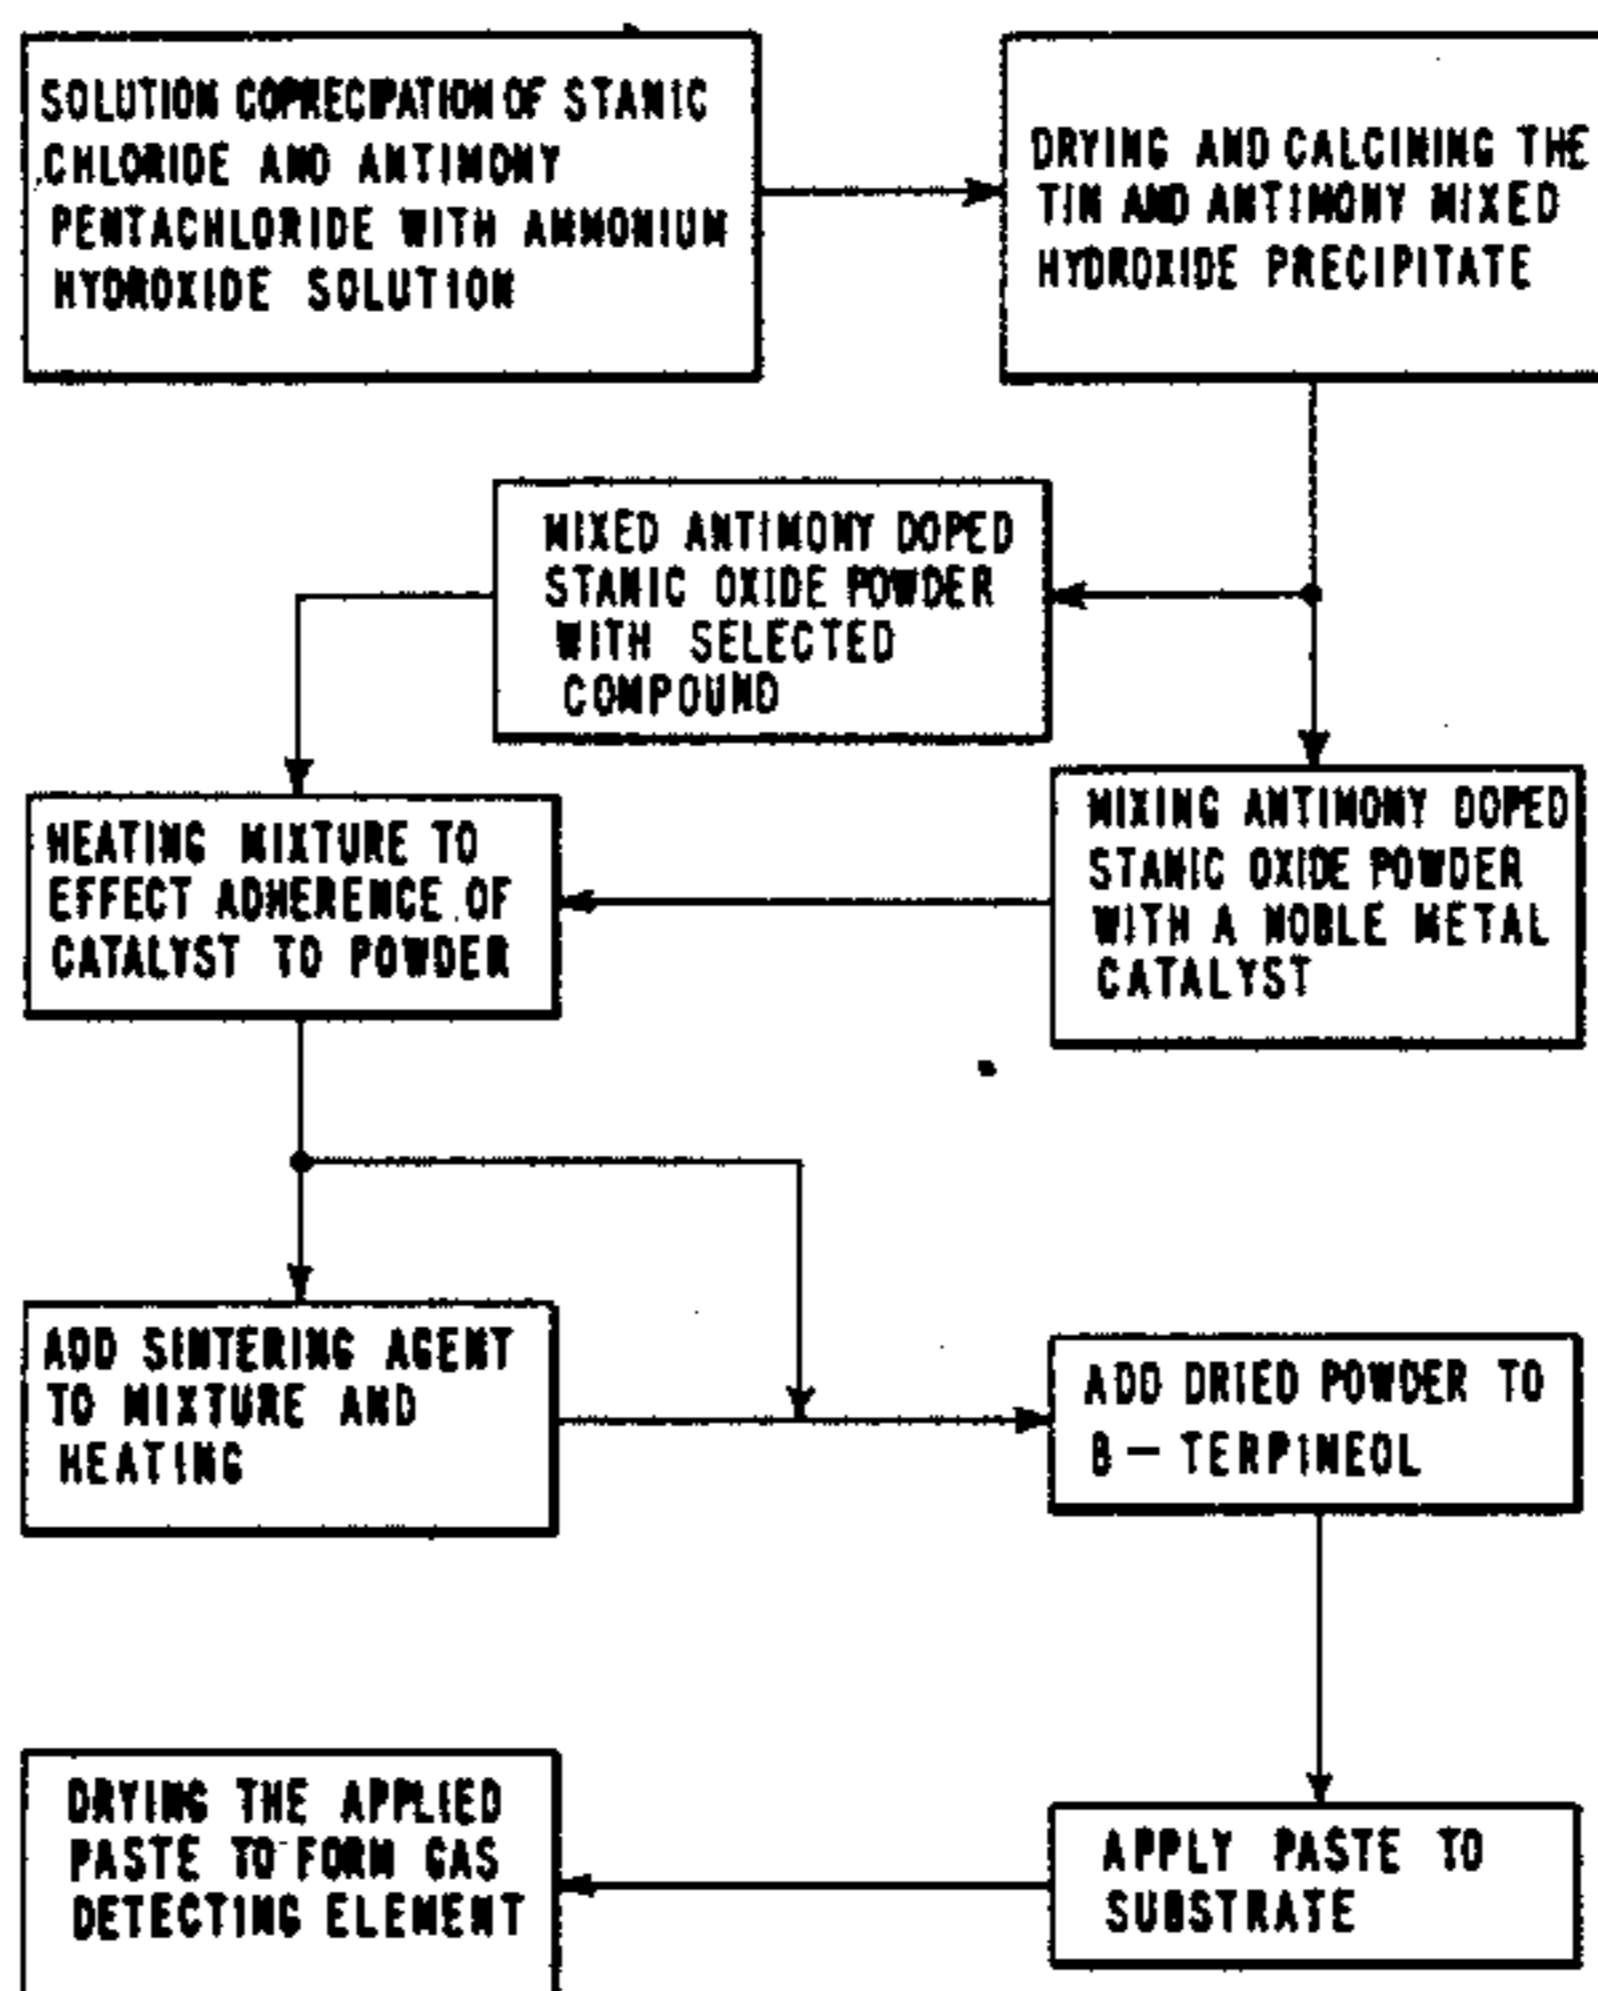 SOLUTION COPRECIPATION OF STANIC
CHLORIDE AND ANTIMONY
PENTACHLORIDE WITH AMMONIUM
HYDROXIDE SOLUTION
DRYING AND CALCINING THE
TIN AND ANTIMONY MIXED
HYDROXIDE PRECIPITATE
MIXED ANTIMONY DOPED
STANIC OXIDE POWDER
WITH SELECTED
COMPOUND
MIXING ANTIMONY DOPED
STANIC OXIDE POWDER
WITH A NOBLE METAL
CATALYST
HEATING MIXTURE TO
EFFECT ADHERENCE OF
CATALYST TO POWDER
ADD SINTERING AGENT
TO MIXTURE AND
HEATING
ADD DRIED POWDER TO
B - TERPINEOL
APPLY PASTE TO
SUBSTRATE
DRYING THE APPLIED
PASTE TO FORM GAS
DETECTING ELEMENT